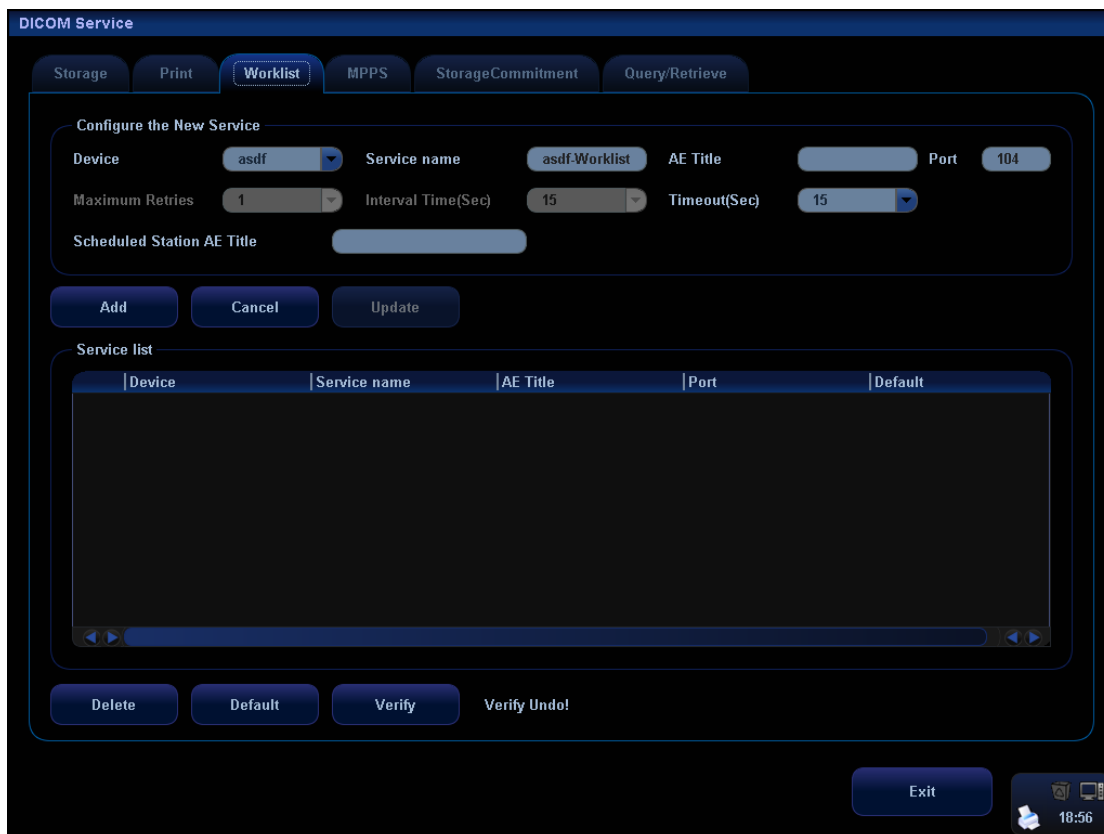 DICOM Service
Storage Print Worklist MPPS StorageCommitment Query/Retrieve
Configure the New Service
Device asdf Service name asdf-Worklist AE Title Port 104
Maximum Retries 1 Interval Time(Sec) 15 Timeout(Sec) 15
Scheduled Station AE Title
Add Cancel Update
Service list
Device Service name AE Title Port Default
Delete Default Verify Verify Undo!
Exit
18:56